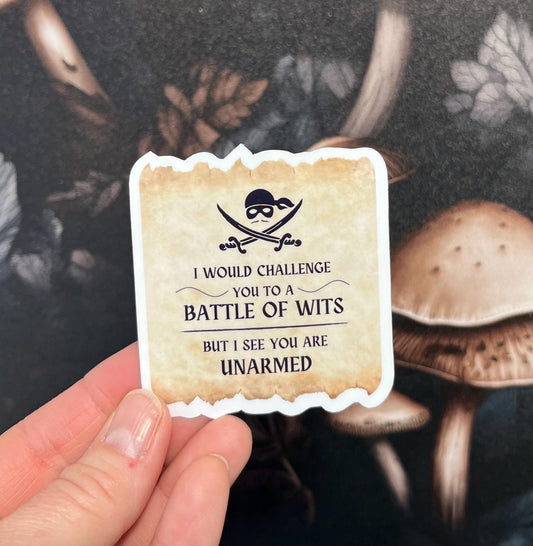 I WOULD CHALLENGE
YOU TO A
BATTLE OF WITS
BUT I SEE YOU ARE
UNARMED